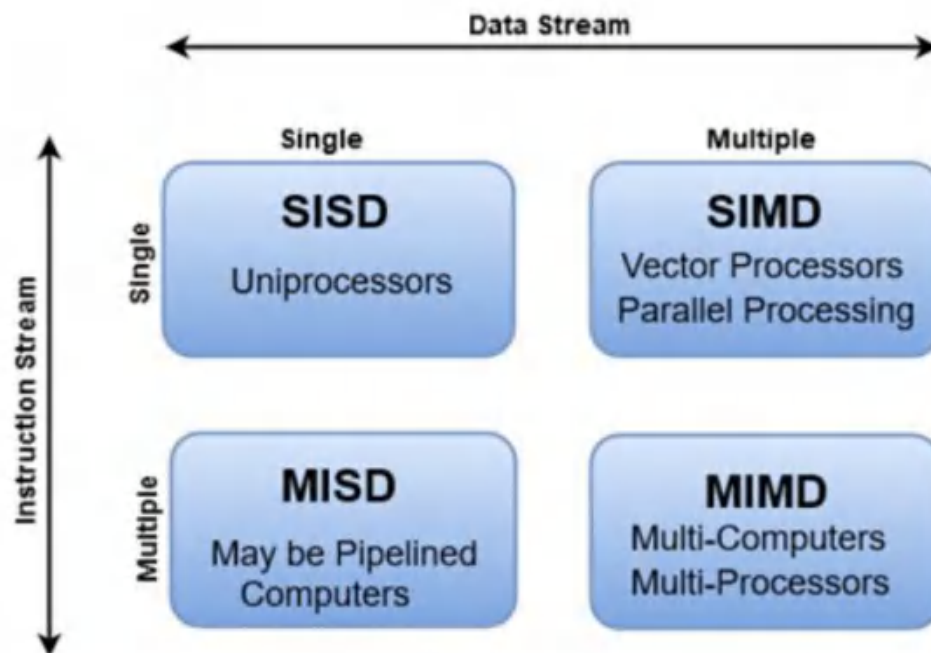 Data Stream
Single
Multiple
Instruction Stream
Single
SISD
Uniprocessors
SIMD
Vector Processors
Parallel Processing
Multiple
MISD
May be Pipelined
Computers
MIMD
Multi-Computers
Multi-Processors